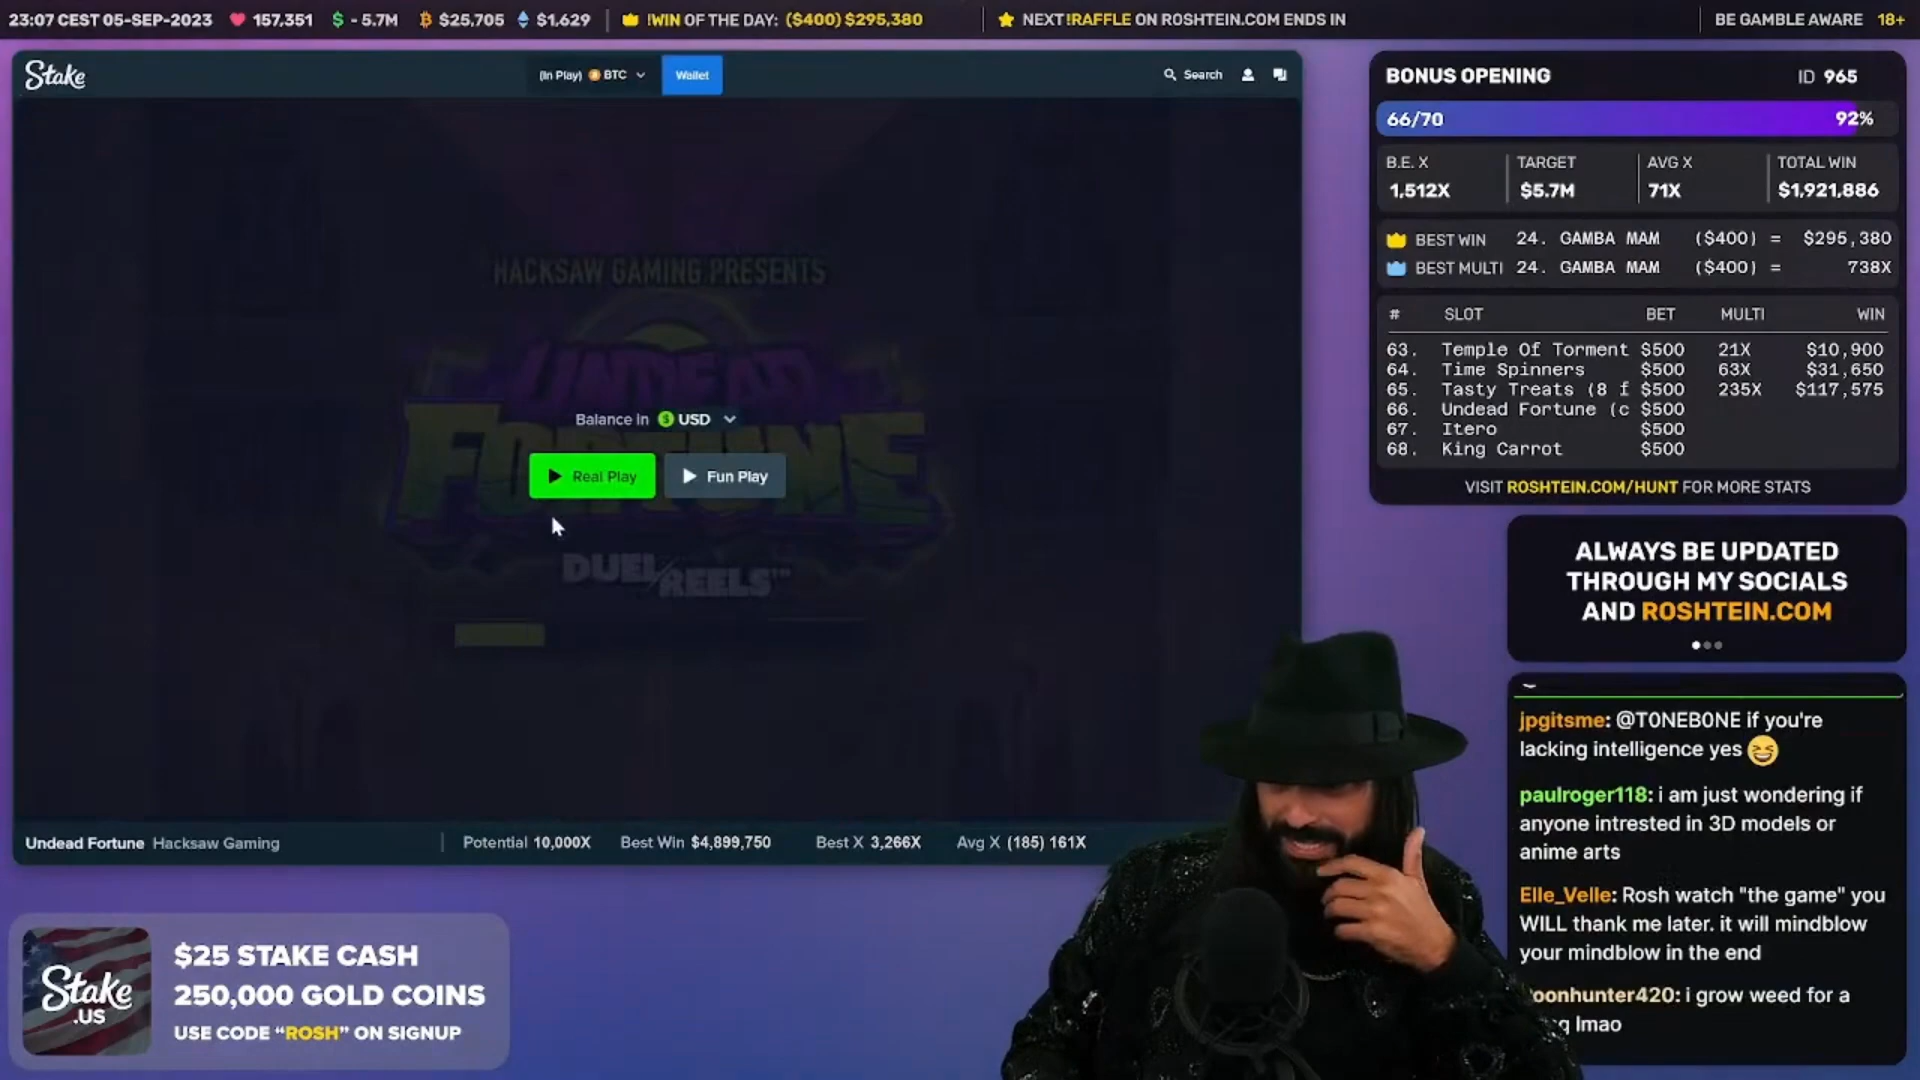 23:07 CEST 05-SEP-2023 157,351 $ - 5.7M $25,705 $1,629 !WIN OF THE DAY: ($400) $295,380 NEXT !RAFFLE ON ROSHTEIN.COM ENDS IN BE GAMBLE AWARE 18+
Stake (In Play) BTC Wallet Search
HACKSAW GAMING PRESENTS
UNDEAD
FORTUNE
Balance in $ USD
Real Play Fun Play
DUEL REELS™
Undead Fortune Hacksaw Gaming Potential 10,000X Best Win $4,899,750 Best X 3,266X Avg X (185) 161X
Stake
.US
$25 STAKE CASH
250,000 GOLD COINS
USE CODE “ROSH” ON SIGNUP
BONUS OPENING ID 965
66/70 92%
B.E. X TARGET AVG X TOTAL WIN
1,512X $5.7M 71X $1,921,886
BEST WIN 24. GAMBA MAM ($400) = $295,380
BEST MULTI 24. GAMBA MAM ($400) = 738X
# SLOT BET MULTI WIN
63. Temple Of Torment $500 21X $10,900
64. Time Spinners $500 63X $31,650
65. Tasty Treats (8 f $500 235X $117,575
66. Undead Fortune (c $500
67. Itero $500
68. King Carrot $500
VISIT ROSHTEIN.COM/HUNT FOR MORE STATS
ALWAYS BE UPDATED
THROUGH MY SOCIALS
AND ROSHTEIN.COM
jpgitsme: @T0NEB0NE if you're
lacking intelligence yes 😆
paulroger118: i am just wondering if
anyone intrested in 3D models or
anime arts
Elle_Velle: Rosh watch "the game" you
WILL thank me later. it will mindblow
your mindblow in the end
oonhunter420: i grow weed for a
lmao